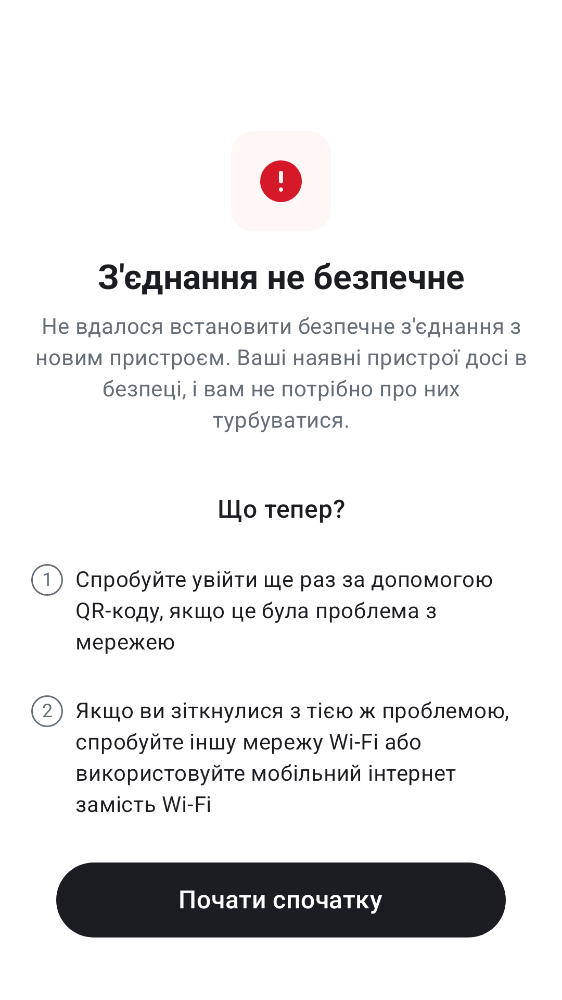 З'єднання не безпечне
Не вдалося встановити безпечне з'єднання з
новим пристроєм. Ваші наявні пристрої досі в
безпеці, і вам не потрібно про них
турбуватися.
Що тепер?
1 Спробуйте увійти ще раз за допомогою
QR-коду, якщо це була проблема з
мережею
2 Якщо ви зіткнулися з тією ж проблемою,
спробуйте іншу мережу Wi-Fi або
використовуйте мобільний інтернет
замість Wi-Fi
Почати спочатку